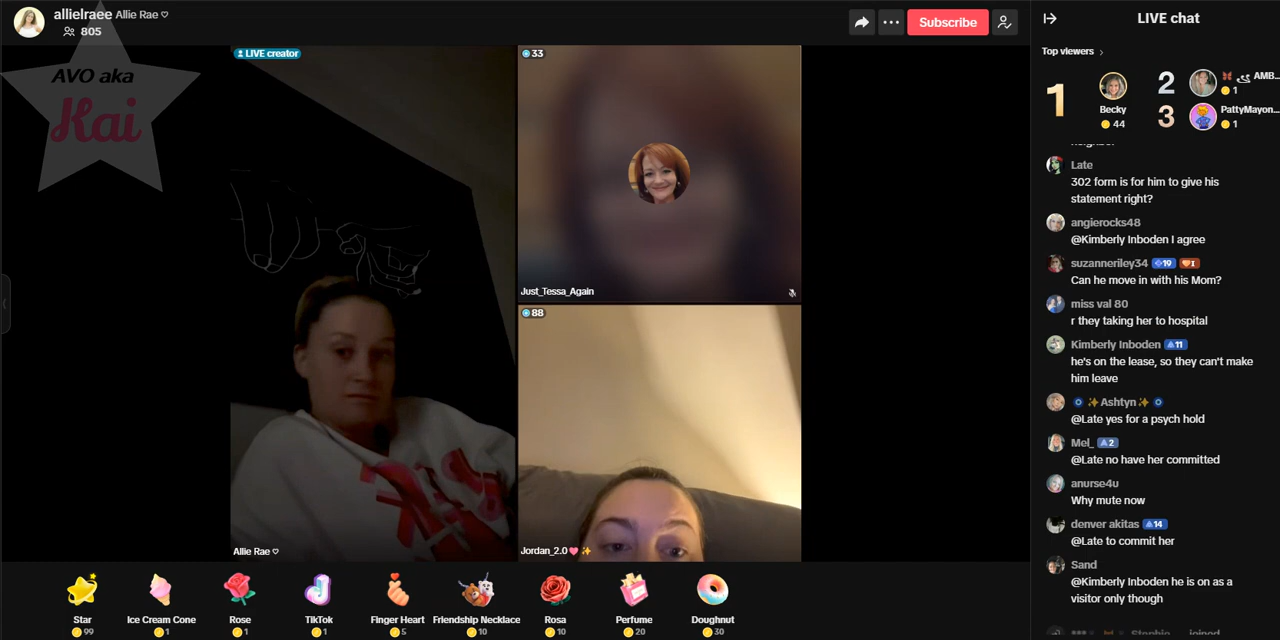 allielraee Allie Rae ♡
805
Subscribe
AVO aka
Kai
LIVE creator
33
Just_Tessa_Again
88
Allie Rae ♡
Jordan_2.0 ❤️ ✨
Star
99
Ice Cream Cone
1
Rose
1
TikTok
1
Finger Heart
5
Friendship Necklace
10
Rosa
10
Perfume
20
Doughnut
30
LIVE chat
Top viewers >
1
Becky
44
2
AMB...
1
3
PattyMayon...
1
Late
302 form is for him to give his
statement right?
angierocks48
@Kimberly Inboden I agree
suzanneriley34 19 I
Can he move in with his Mom?
miss val 80
r they taking her to hospital
Kimberly Inboden 11
he's on the lease, so they can't make
him leave
✨Ashtyn✨
@Late yes for a psych hold
Mel_ 2
@Late no have her committed
anurse4u
Why mute now
denver akitas 14
@Late to commit her
Sand
@Kimberly Inboden he is on as a
visitor only though
joined